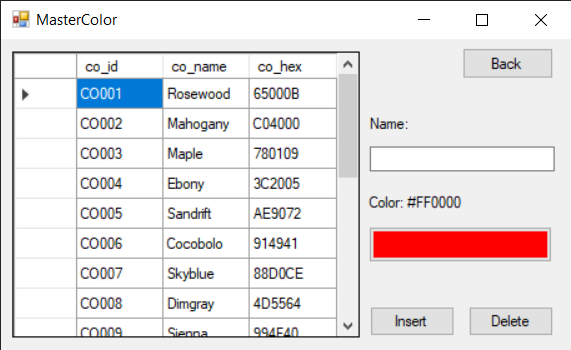 MasterColor
co_id co_name co_hex
CO001 Rosewood 65000B
CO002 Mahogany C04000
CO003 Maple 780109
CO004 Ebony 3C2005
CO005 Sandrift AE9072
CO006 Cocobolo 914941
CO007 Skyblue 88D0CE
CO008 Dimgray 4D5564
CO009 Sienna 994E40
Back
Name:
Color: #FF0000
Insert Delete